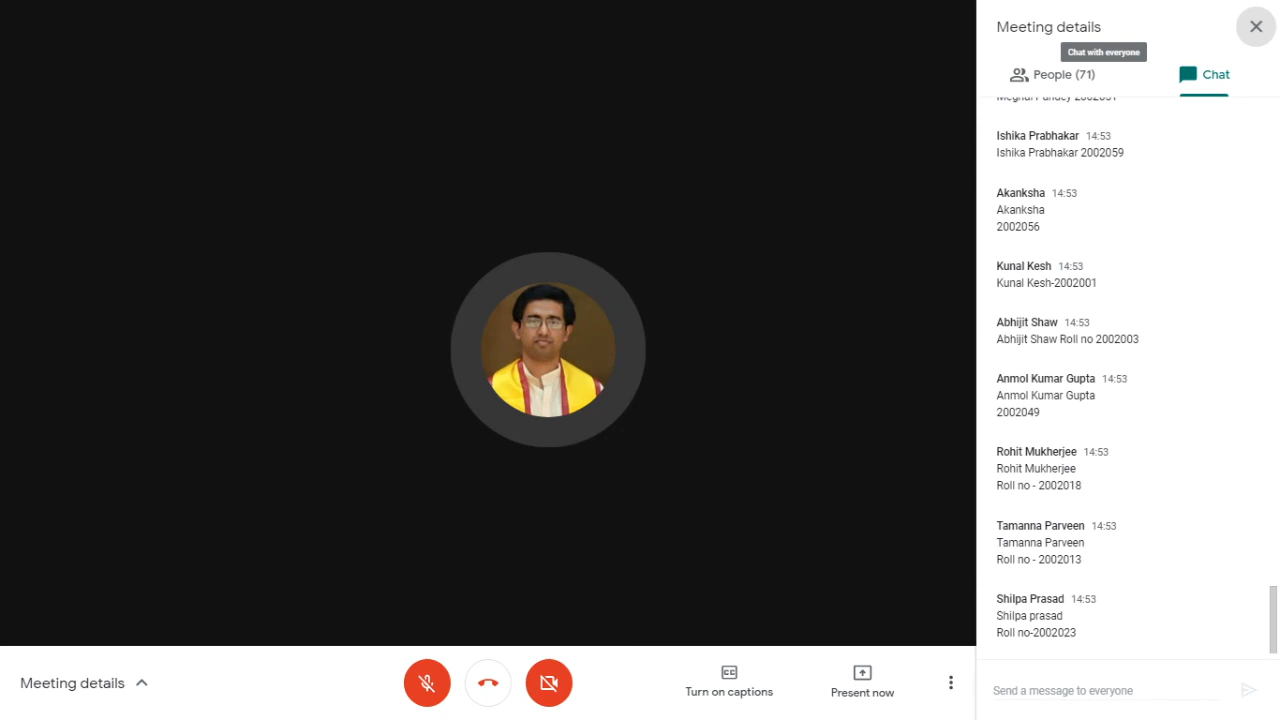 Meeting details
Chat with everyone
People (71)
Chat
Ishika Prabhakar 14:53
Ishika Prabhakar 2002059
Akanksha 14:53
Akanksha
2002056
Kunal Kesh 14:53
Kunal Kesh-2002001
Abhijit Shaw 14:53
Abhijit Shaw Roll no 2002003
Anmol Kumar Gupta 14:53
Anmol Kumar Gupta
2002049
Rohit Mukherjee 14:53
Rohit Mukherjee
Roll no - 2002018
Tamanna Parveen 14:53
Tamanna Parveen
Roll no - 2002013
Shilpa Prasad 14:53
Shilpa prasad
Roll no-2002023
Send a message to everyone
Meeting details
CC
Turn on captions
Present now